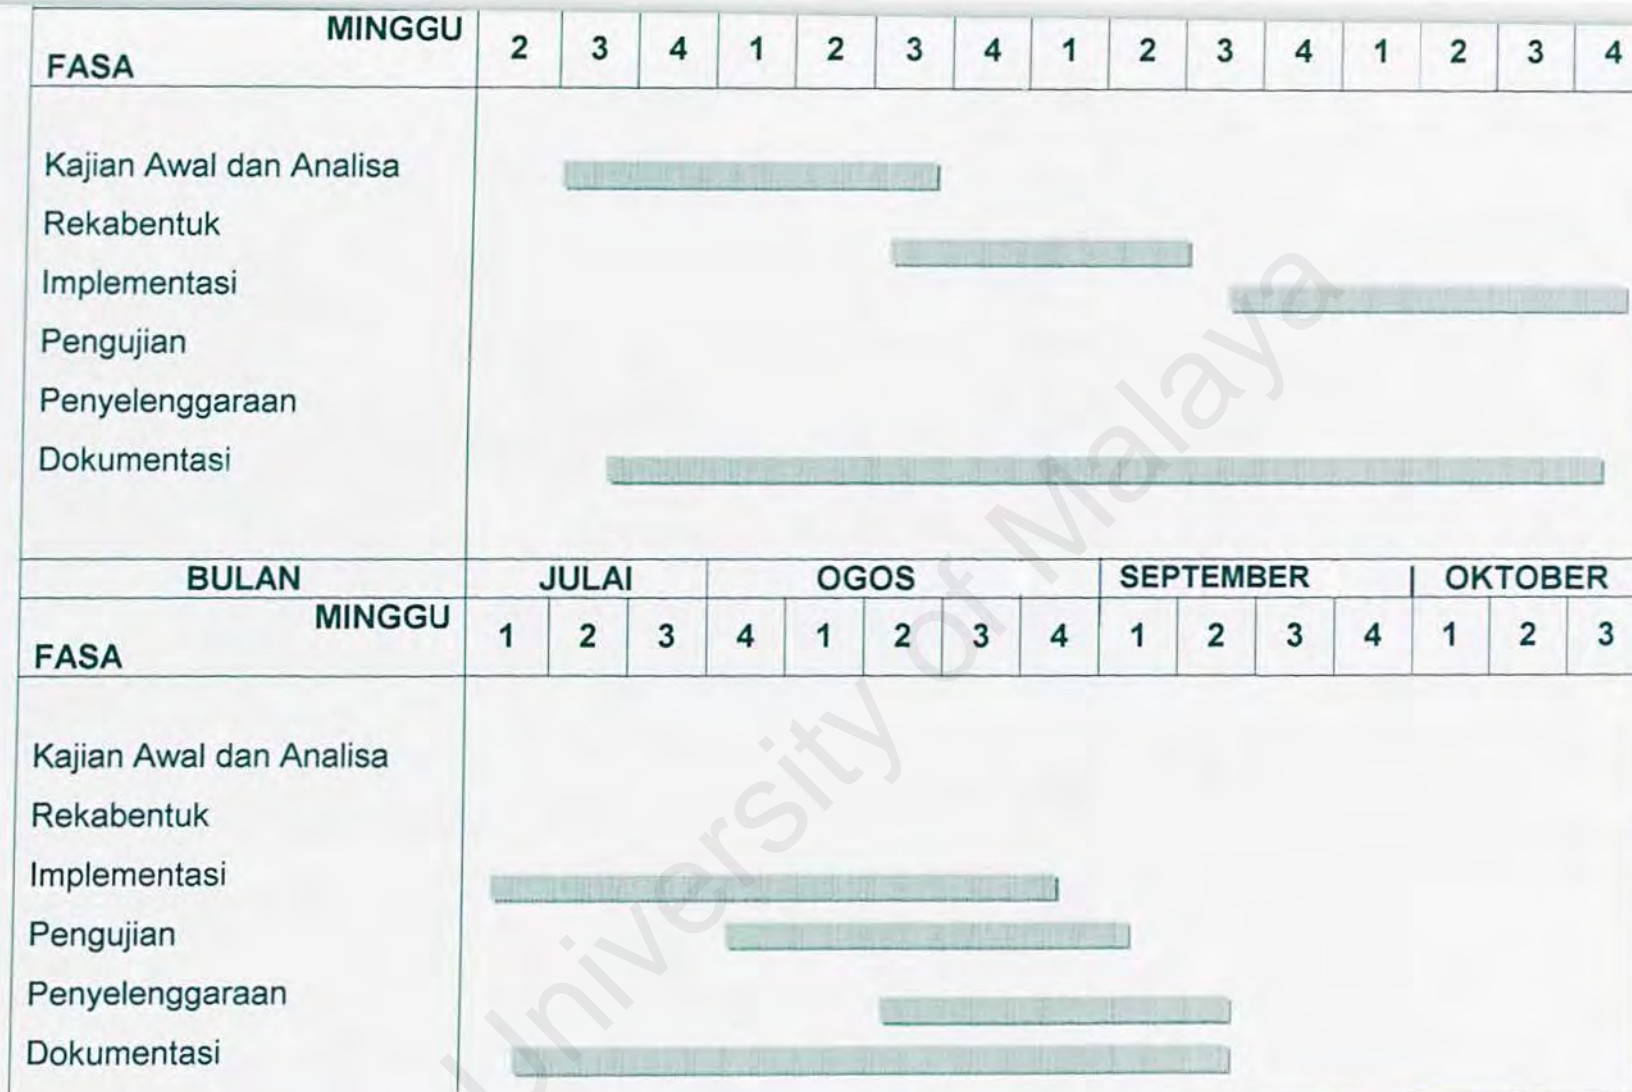 MINGGU
FASA 2 3 4 1 2 3 4 1 2 3 4 1 2 3 4
Kajian Awal dan Analisa
Rekabentuk
Implementasi
Pengujian
Penyelenggaraan
Dokumentasi
BULAN JULAI OGOS SEPTEMBER OKTOBER
MINGGU
FASA 1 2 3 4 1 2 3 4 1 2 3 4 1 2 3
Kajian Awal dan Analisa
Rekabentuk
Implementasi
Pengujian
Penyelenggaraan
Dokumentasi
University of Malaya